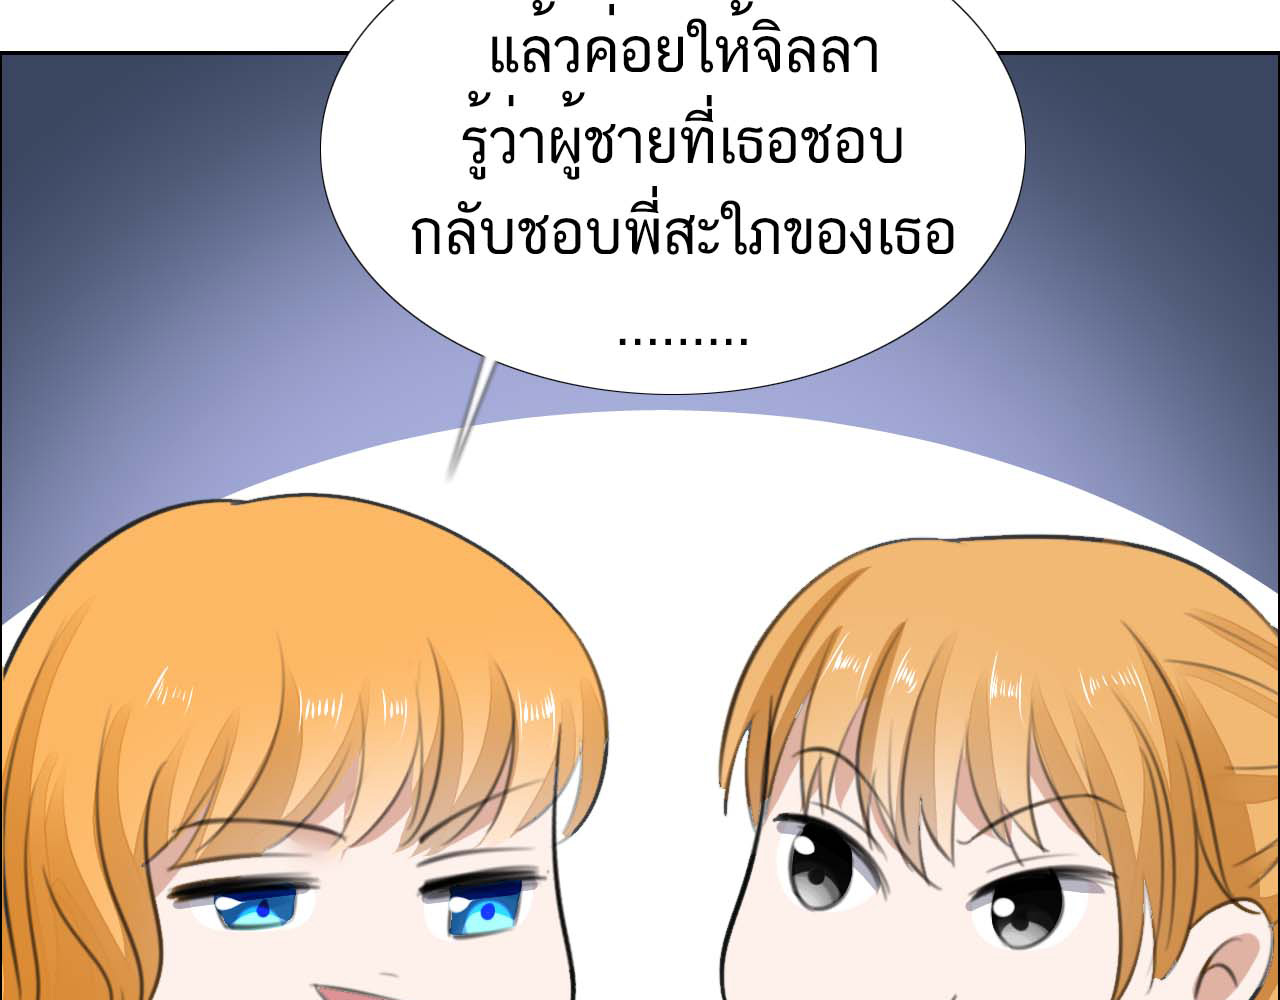 แล้วค่อยให้จิลลา
รู้ว่าผู้ชายที่เธอชอบ
กลับชอบพี่สะใภของเธอ
.........